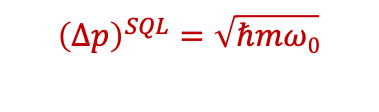 (Δp)^{SQL} = √(ℏmω₀)